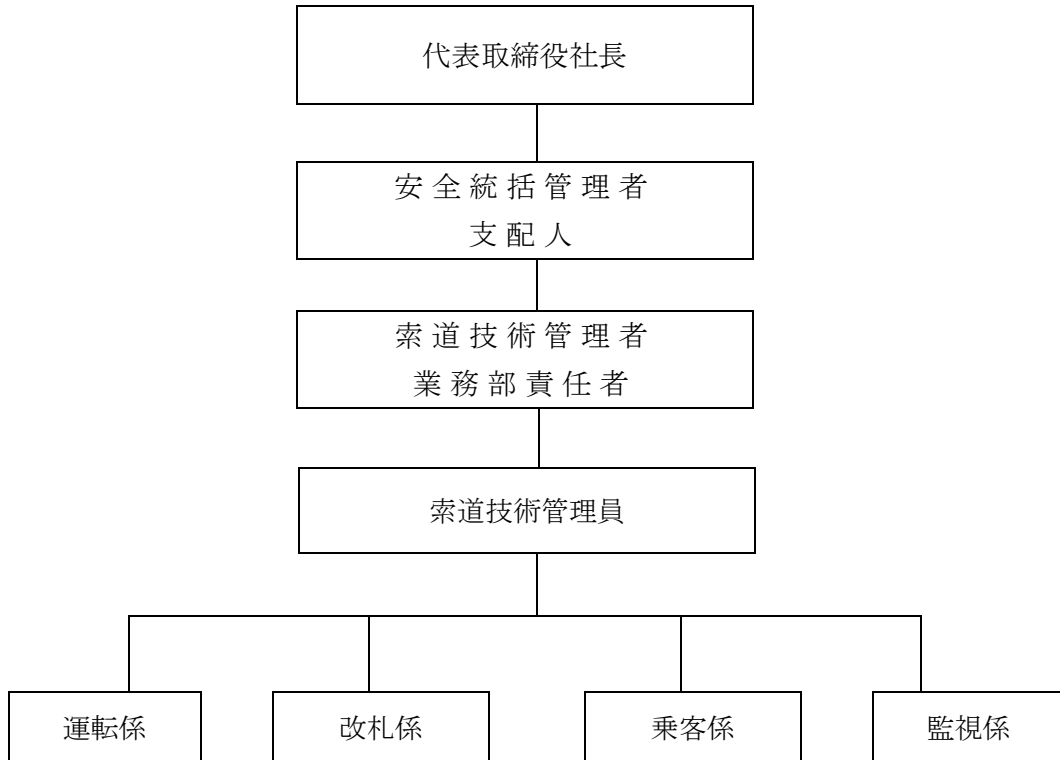 代表取締役社長
安全統括管理者
支配人
索道技術管理者
業務部責任者
索道技術管理員
運転係
改札係
乗客係
監視係